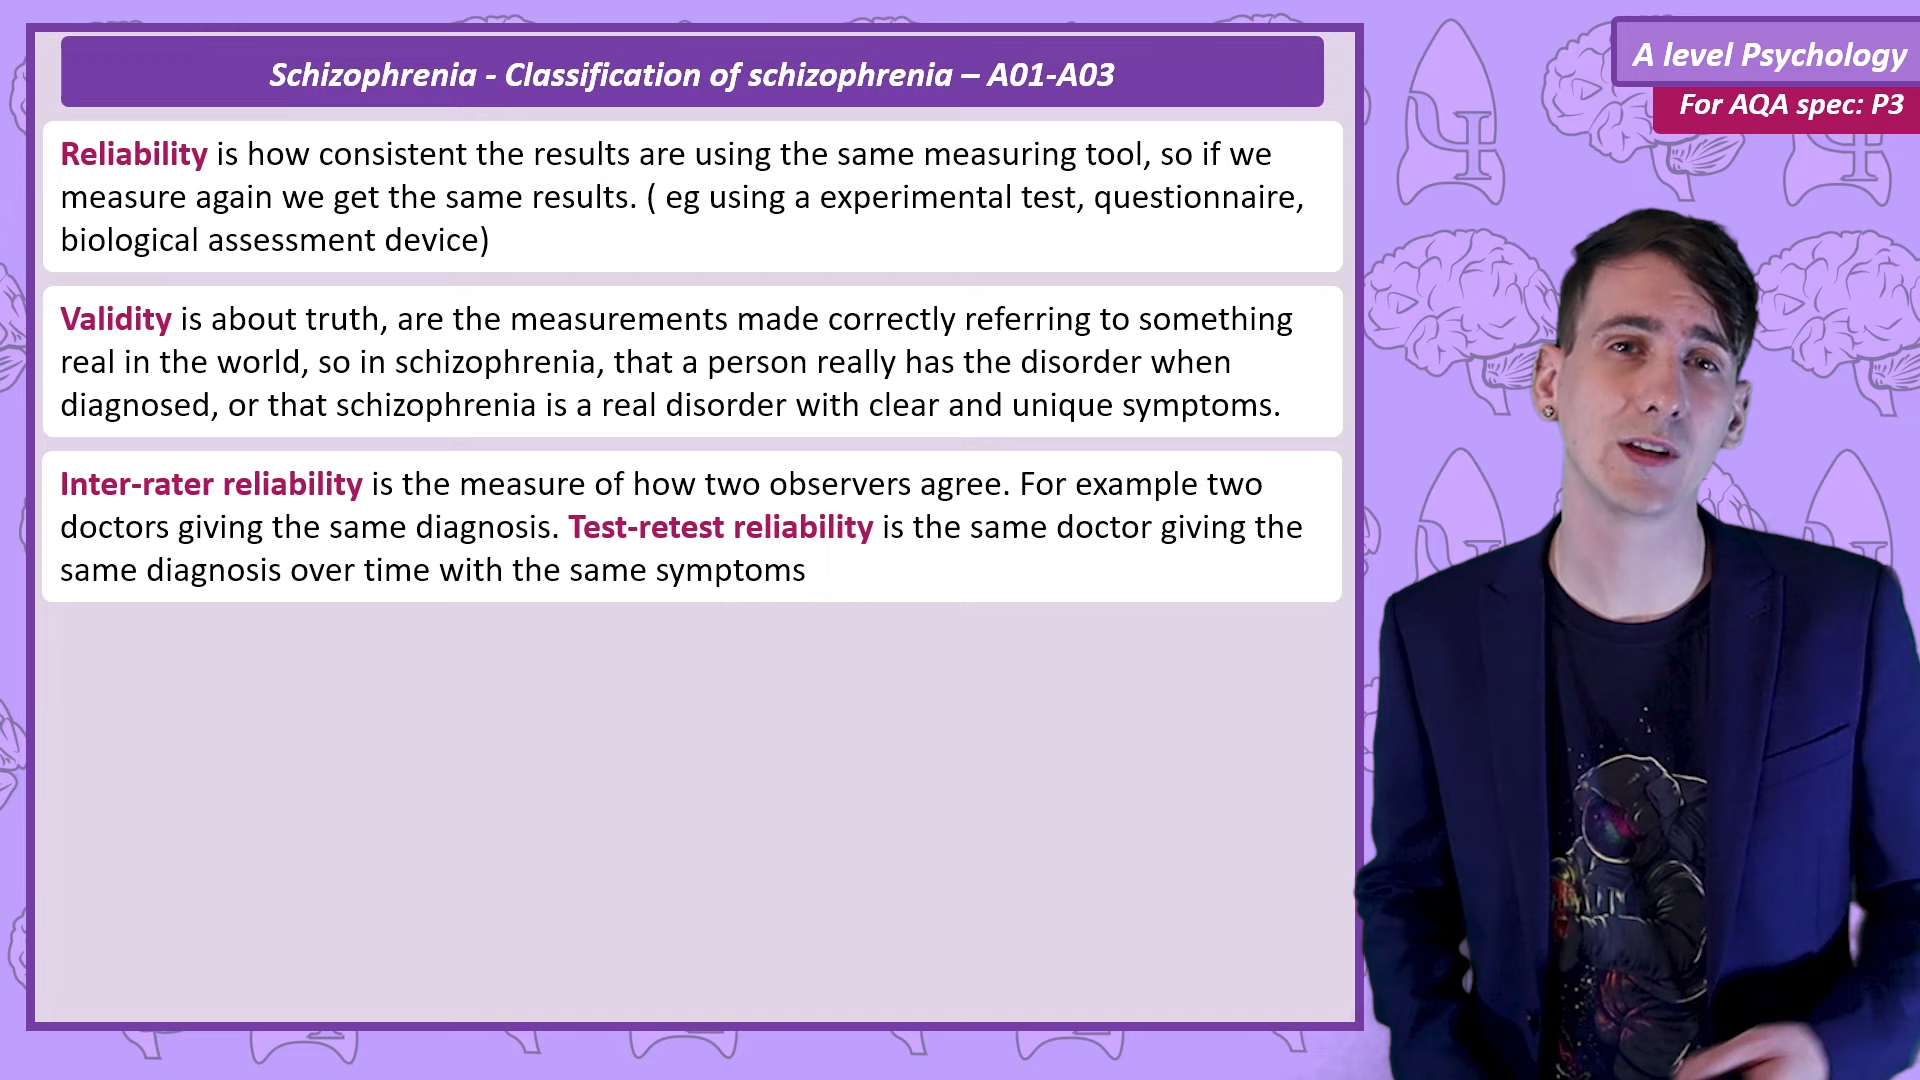 Schizophrenia - Classification of schizophrenia – A01-A03
A level Psychology
For AQA spec: P3
Reliability is how consistent the results are using the same measuring tool, so if we
measure again we get the same results. ( eg using a experimental test, questionnaire,
biological assessment device)
Validity is about truth, are the measurements made correctly referring to something
real in the world, so in schizophrenia, that a person really has the disorder when
diagnosed, or that schizophrenia is a real disorder with clear and unique symptoms.
Inter-rater reliability is the measure of how two observers agree. For example two
doctors giving the same diagnosis. Test-retest reliability is the same doctor giving the
same diagnosis over time with the same symptoms